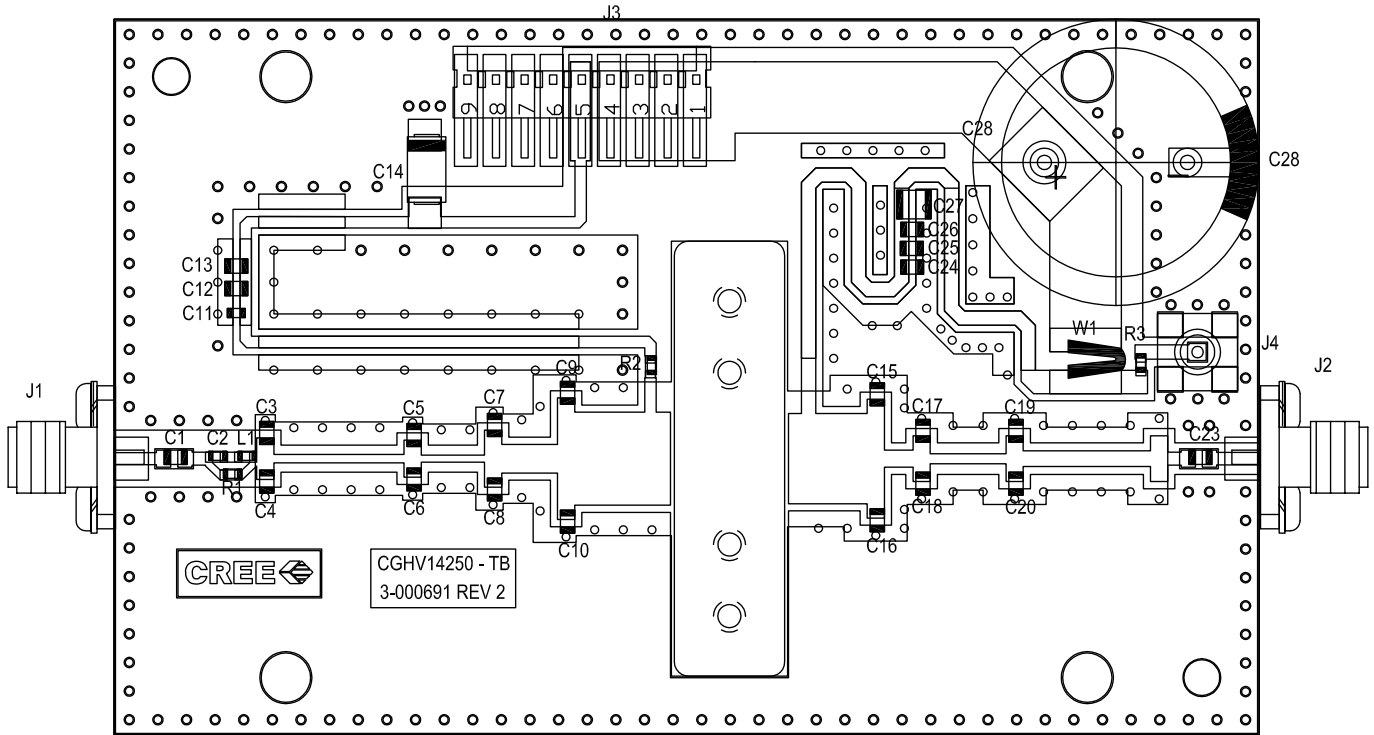 J3
9 8 7 6 5 4 3 2 1
C28
C14
C28
C27
C26
C25
C24
C13
C12
C11
W1
R3
J4
R2
C9
C15
J1
J2
C3
C5
C7
C17
C19
C1
C2
L1
C23
R1
C4
C6
C8
C18
C20
C10
C16
CREE
CGHV14250 - TB
3-000691 REV 2